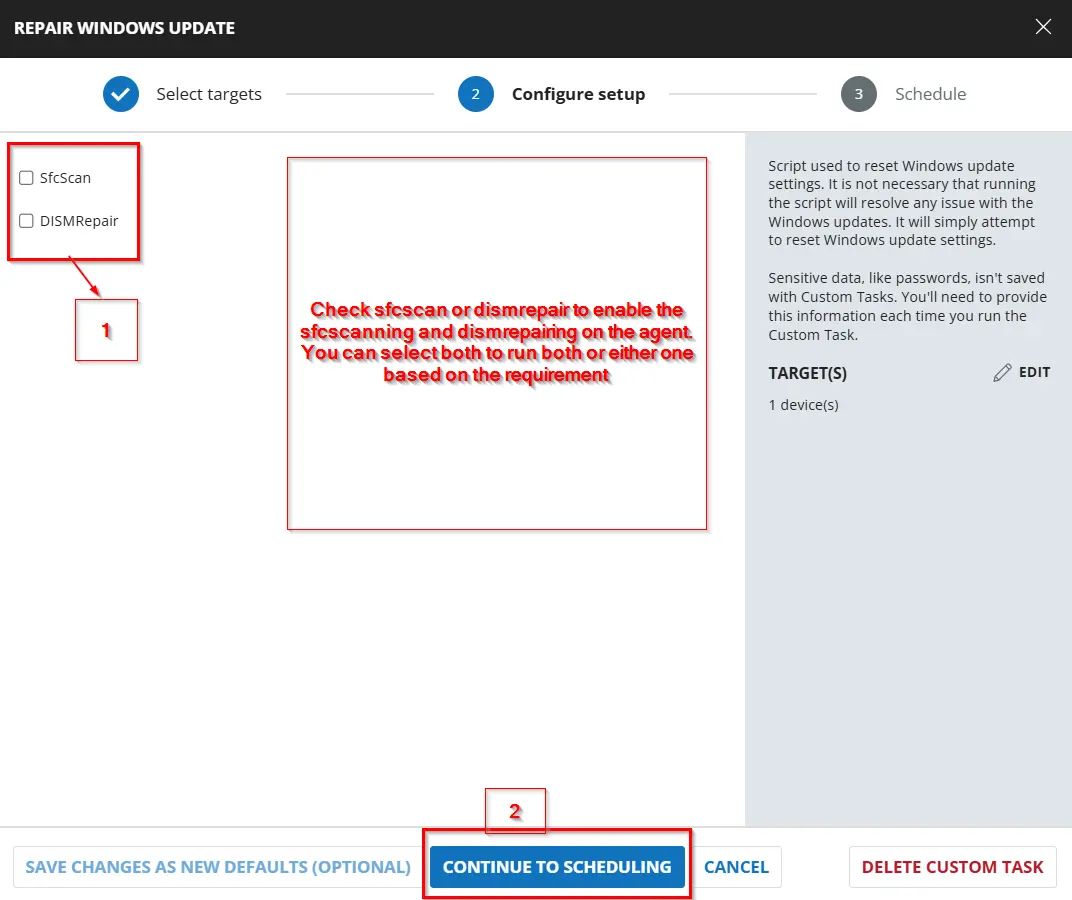 REPAIR WINDOWS UPDATE
Select targets
2
Configure setup
3
Schedule
SfcScan
DISMRepair
1
Check sfcscan or dismrepair to enable the
sfcscanning and dismrepairing on the agent.
You can select both to run both or either one
based on the requirement
Script used to reset Windows update
settings. It is not necessary that running
the script will resolve any issue with the
Windows updates. It will simply attempt
to reset Windows update settings.
Sensitive data, like passwords, isn't saved
with Custom Tasks. You'll need to provide
this information each time you run the
Custom Task.
TARGET(S)
EDIT
1 device(s)
2
SAVE CHANGES AS NEW DEFAULTS (OPTIONAL)
CONTINUE TO SCHEDULING
CANCEL
DELETE CUSTOM TASK